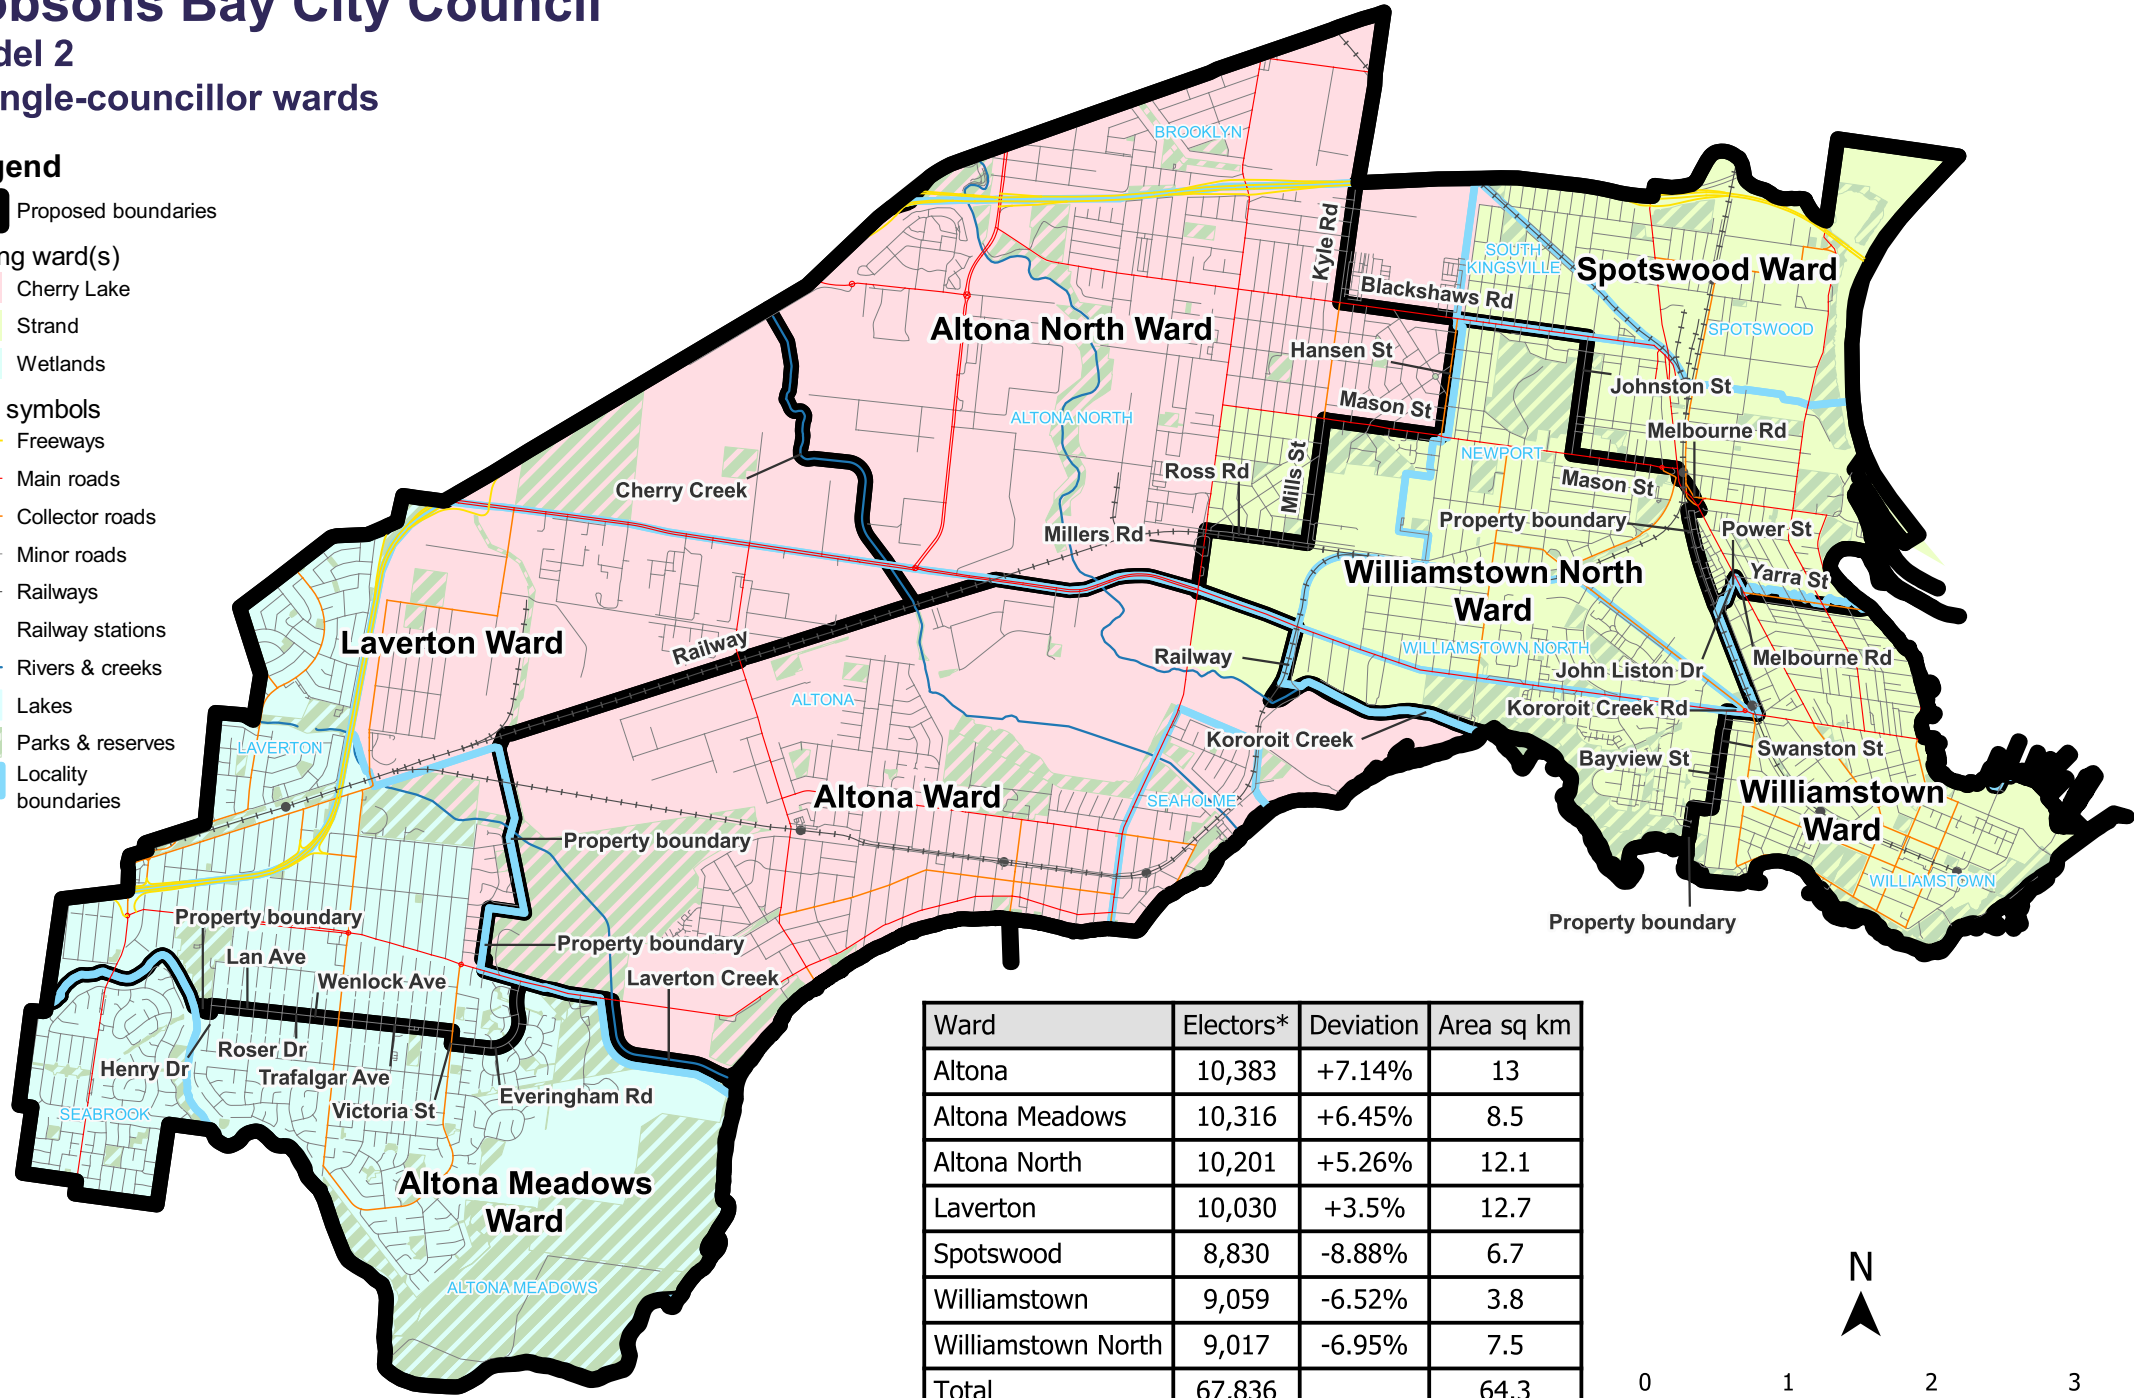 obsons Bay City Council
del 2
ngle-councillor wards
gend
Proposed boundaries
ng ward(s)
Cherry Lake
Strand
Wetlands
symbols
Freeways
Main roads
Collector roads
Minor roads
Railways
Railway stations
Rivers & creeks
Lakes
Parks & reserves
Locality
boundaries
BROOKLYN
Kyle Rd
SOUTH
KINGSVILLE
Spotswood Ward
Blackshaws Rd
Altona North Ward
SPOTSWOOD
Hansen St
Johnston St
Mason St
ALTONA NORTH
Melbourne Rd
NEWPORT
Ross Rd
Mills St
Mason St
Cherry Creek
Property boundary
Power St
Millers Rd
Williamstown North
Ward
Yarra St
Laverton Ward
Railway
WILLIAMSTOWN NORTH
Railway
John Liston Dr
Melbourne Rd
ALTONA
Kororoit Creek Rd
LAVERTON
Kororoit Creek
Swanston St
Bayview St
Altona Ward
SEAHOLME
Williamstown
Ward
Property boundary
WILLIAMSTOWN
Property boundary
Property boundary
Property boundary
Lan Ave
Wenlock Ave
Laverton Creek
Roser Dr
Henry Dr
Trafalgar Ave
Victoria St
Everingham Rd
SEABROOK
Altona Meadows
Ward
ALTONA MEADOWS
Ward Electors* Deviation Area sq km
Altona 10,383 +7.14% 13
Altona Meadows 10,316 +6.45% 8.5
Altona North 10,201 +5.26% 12.1
Laverton 10,030 +3.5% 12.7
Spotswood 8,830 -8.88% 6.7
Williamstown 9,059 -6.52% 3.8
Williamstown North 9,017 -6.95% 7.5
Total 67,836 64.3
N
0 1 2 3